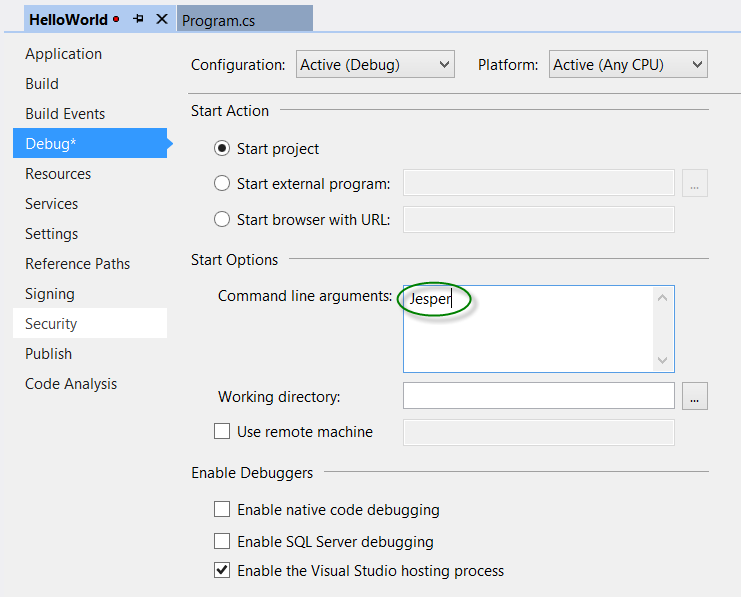 HelloWorld Program.cs
Application
Build
Build Events
Debug*
Resources
Services
Settings
Reference Paths
Signing
Security
Publish
Code Analysis
Configuration: Active (Debug) Platform: Active (Any CPU)
Start Action
Start project
Start external program: ...
Start browser with URL:
Start Options
Command line arguments: Jesper
Working directory: ...
Use remote machine
Enable Debuggers
Enable native code debugging
Enable SQL Server debugging
Enable the Visual Studio hosting process